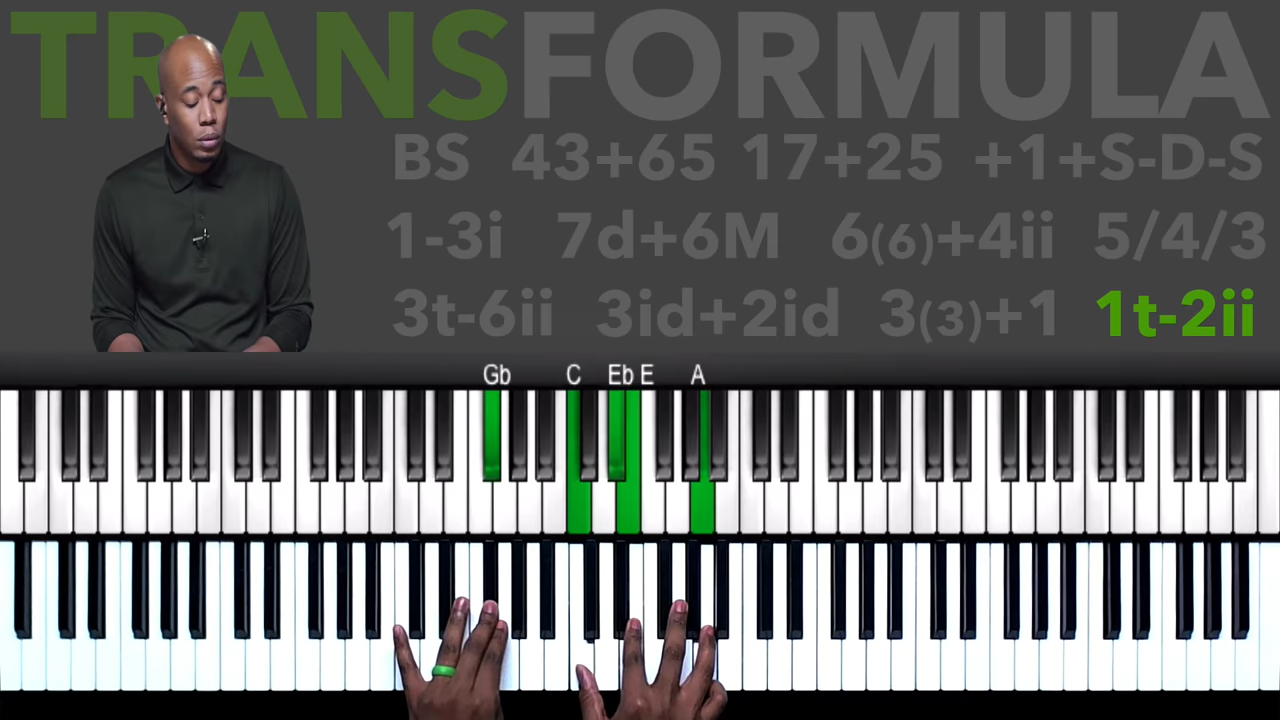 TRANSFORMULA
BS 43+65 17+25 +1+S-D-S
1-3i 7d+6M 6(6)+4ii 5/4/3
3t-6ii 3id+2id 3(3)+1 1t-2ii
Gb C Eb E A